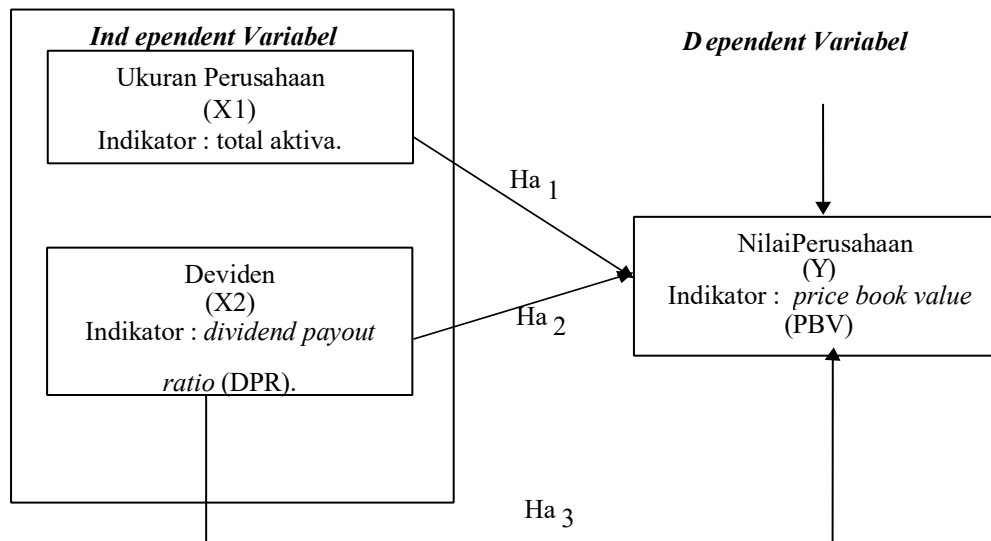 Ind ependent Variabel
D ependent Variabel
Ukuran Perusahaan
(X1)
Indikator : total aktiva.
Ha 1
Deviden
(X2)
Indikator : dividend payout
ratio (DPR).
Ha 2
NilaiPerusahaan
(Y)
Indikator : price book value
(PBV)
Ha 3